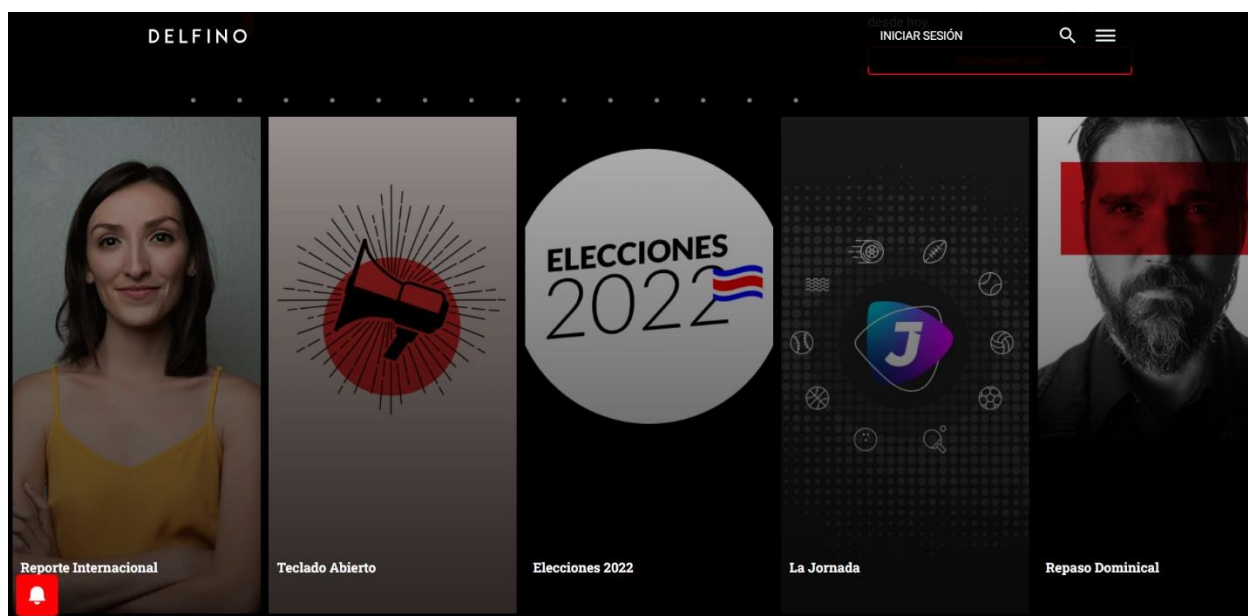 desde hoy.
DELFINO
INICIAR SESIÓN
ELECCIONES
2022
J
Reporte Internacional
Teclado Abierto
Elecciones 2022
La Jornada
Repaso Dominical